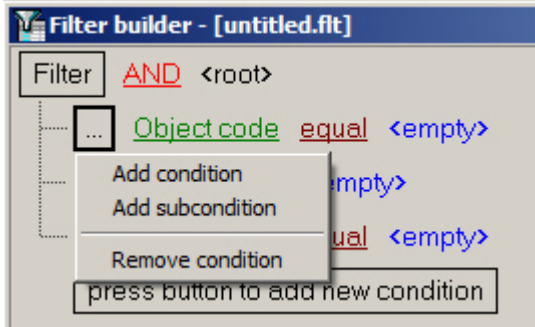 Filter builder - [untitled.flt]
Filter AND <root>
... Object code equal <empty>
Add condition
mpty>
Add subcondition
ual <empty>
Remove condition
press button to add new condition